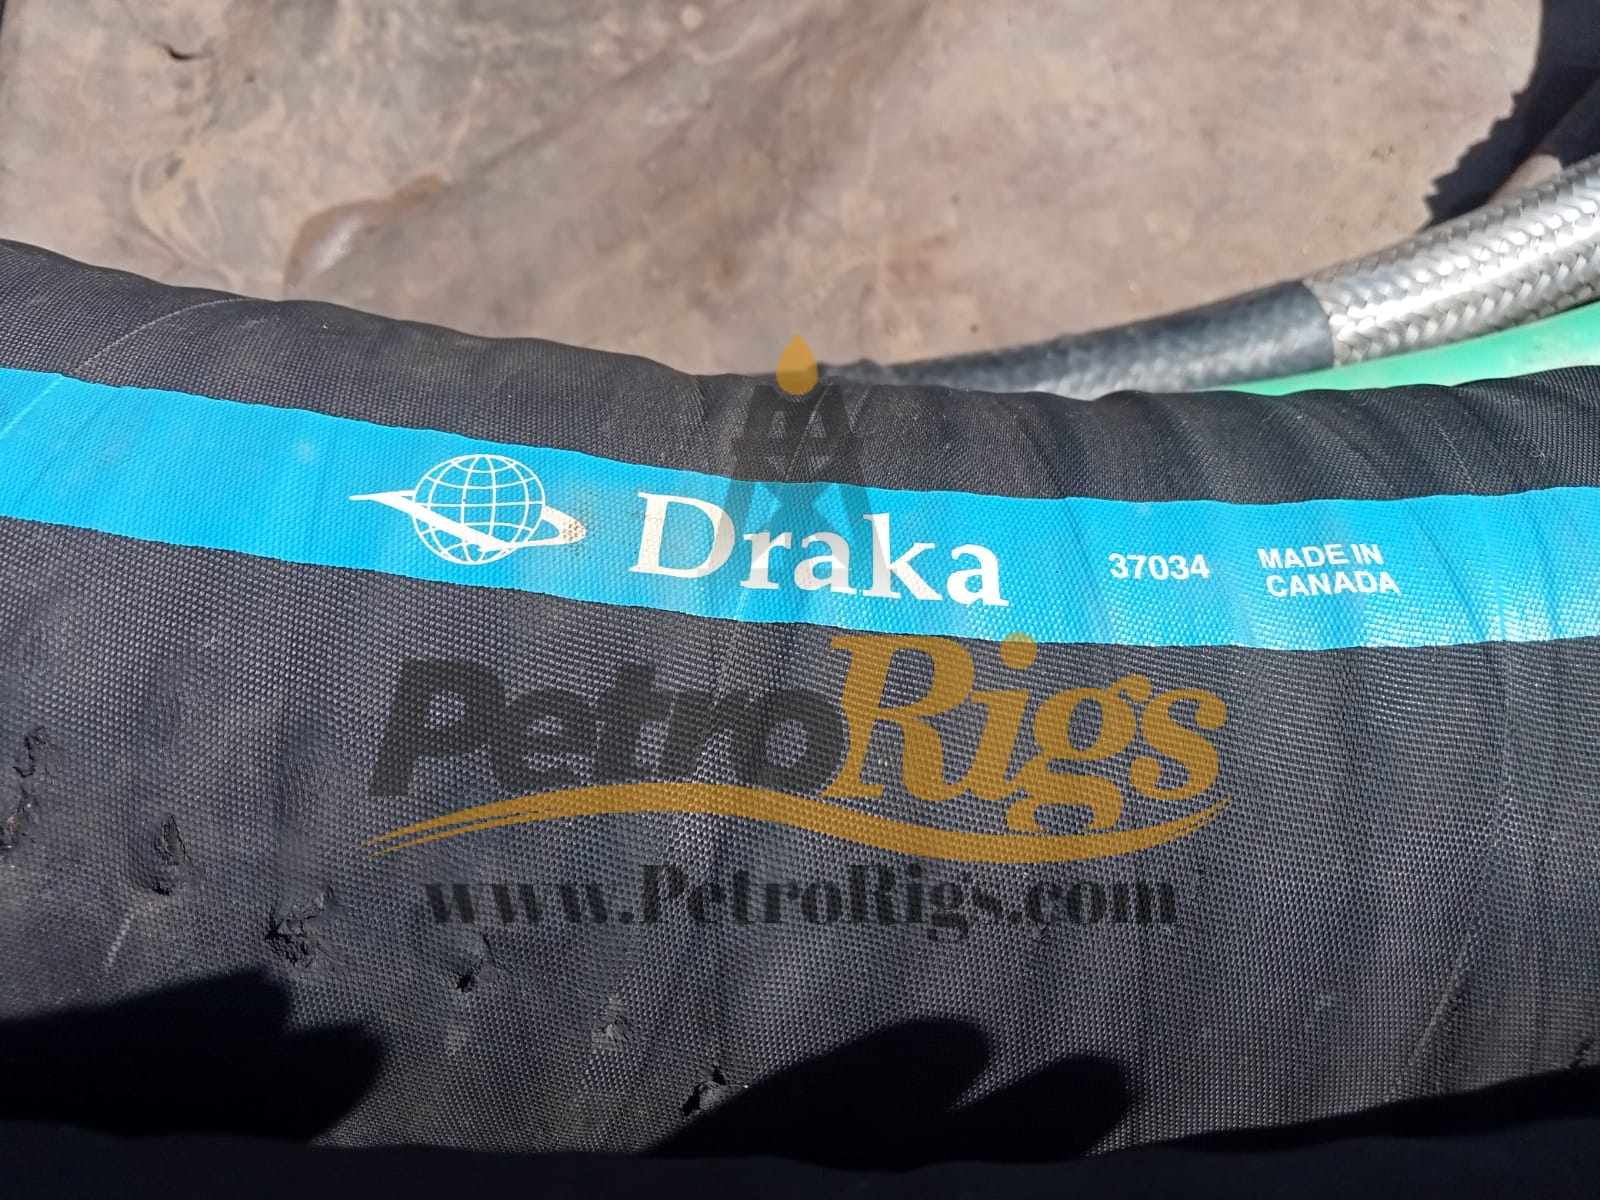 Draka
37034
MADE IN
CANADA
PetroRigs
www.PetroRigs.com